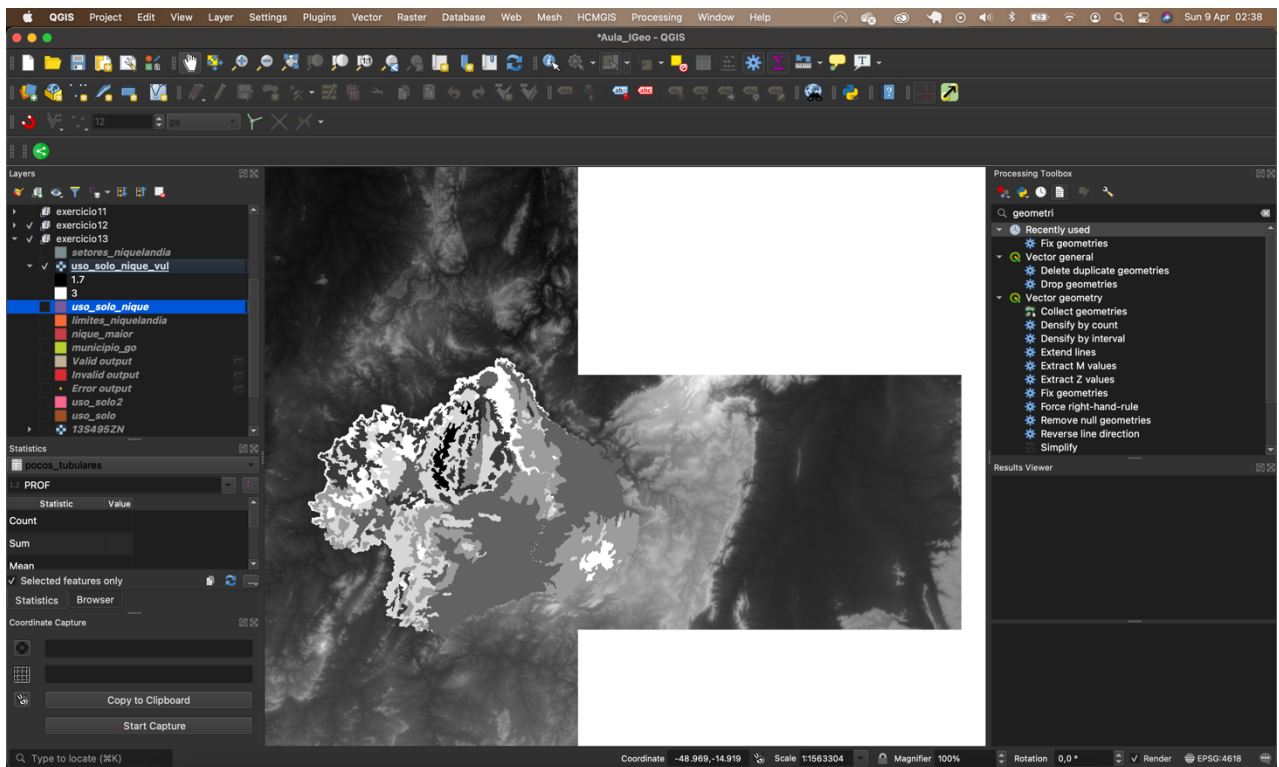 QGIS Project Edit View Layer Settings Plugins Vector Raster Database Web Mesh HCMGIS Processing Window Help Sun 9 Apr 02:38
*Aula_IGeo - QGIS
12 px
Layers
exercicio11
exercicio12
exercicio13
setores_niquelandia
uso_solo_nique_vul
1.7
3
uso_solo_nique
limites_niquelandia
nique_maior
municipio_go
Valid output
Invalid output
Error output
uso_solo2
uso_solo
13S495ZN
Statistics
pocos_tubulares
1.2 PROF
Statistic Value
Count
Sum
Mean
Selected features only
Statistics Browser
Coordinate Capture
Copy to Clipboard
Start Capture
Processing Toolbox
geometri
Recently used
Fix geometries
Vector general
Delete duplicate geometries
Drop geometries
Vector geometry
Collect geometries
Densify by count
Densify by interval
Extend lines
Extract M values
Extract Z values
Fix geometries
Force right-hand-rule
Remove null geometries
Reverse line direction
Simplify
Results Viewer
Type to locate (⌘K) Coordinate -48.969,-14.919 Scale 1:1563304 Magnifier 100% Rotation 0,0 ° Render EPSG:4618